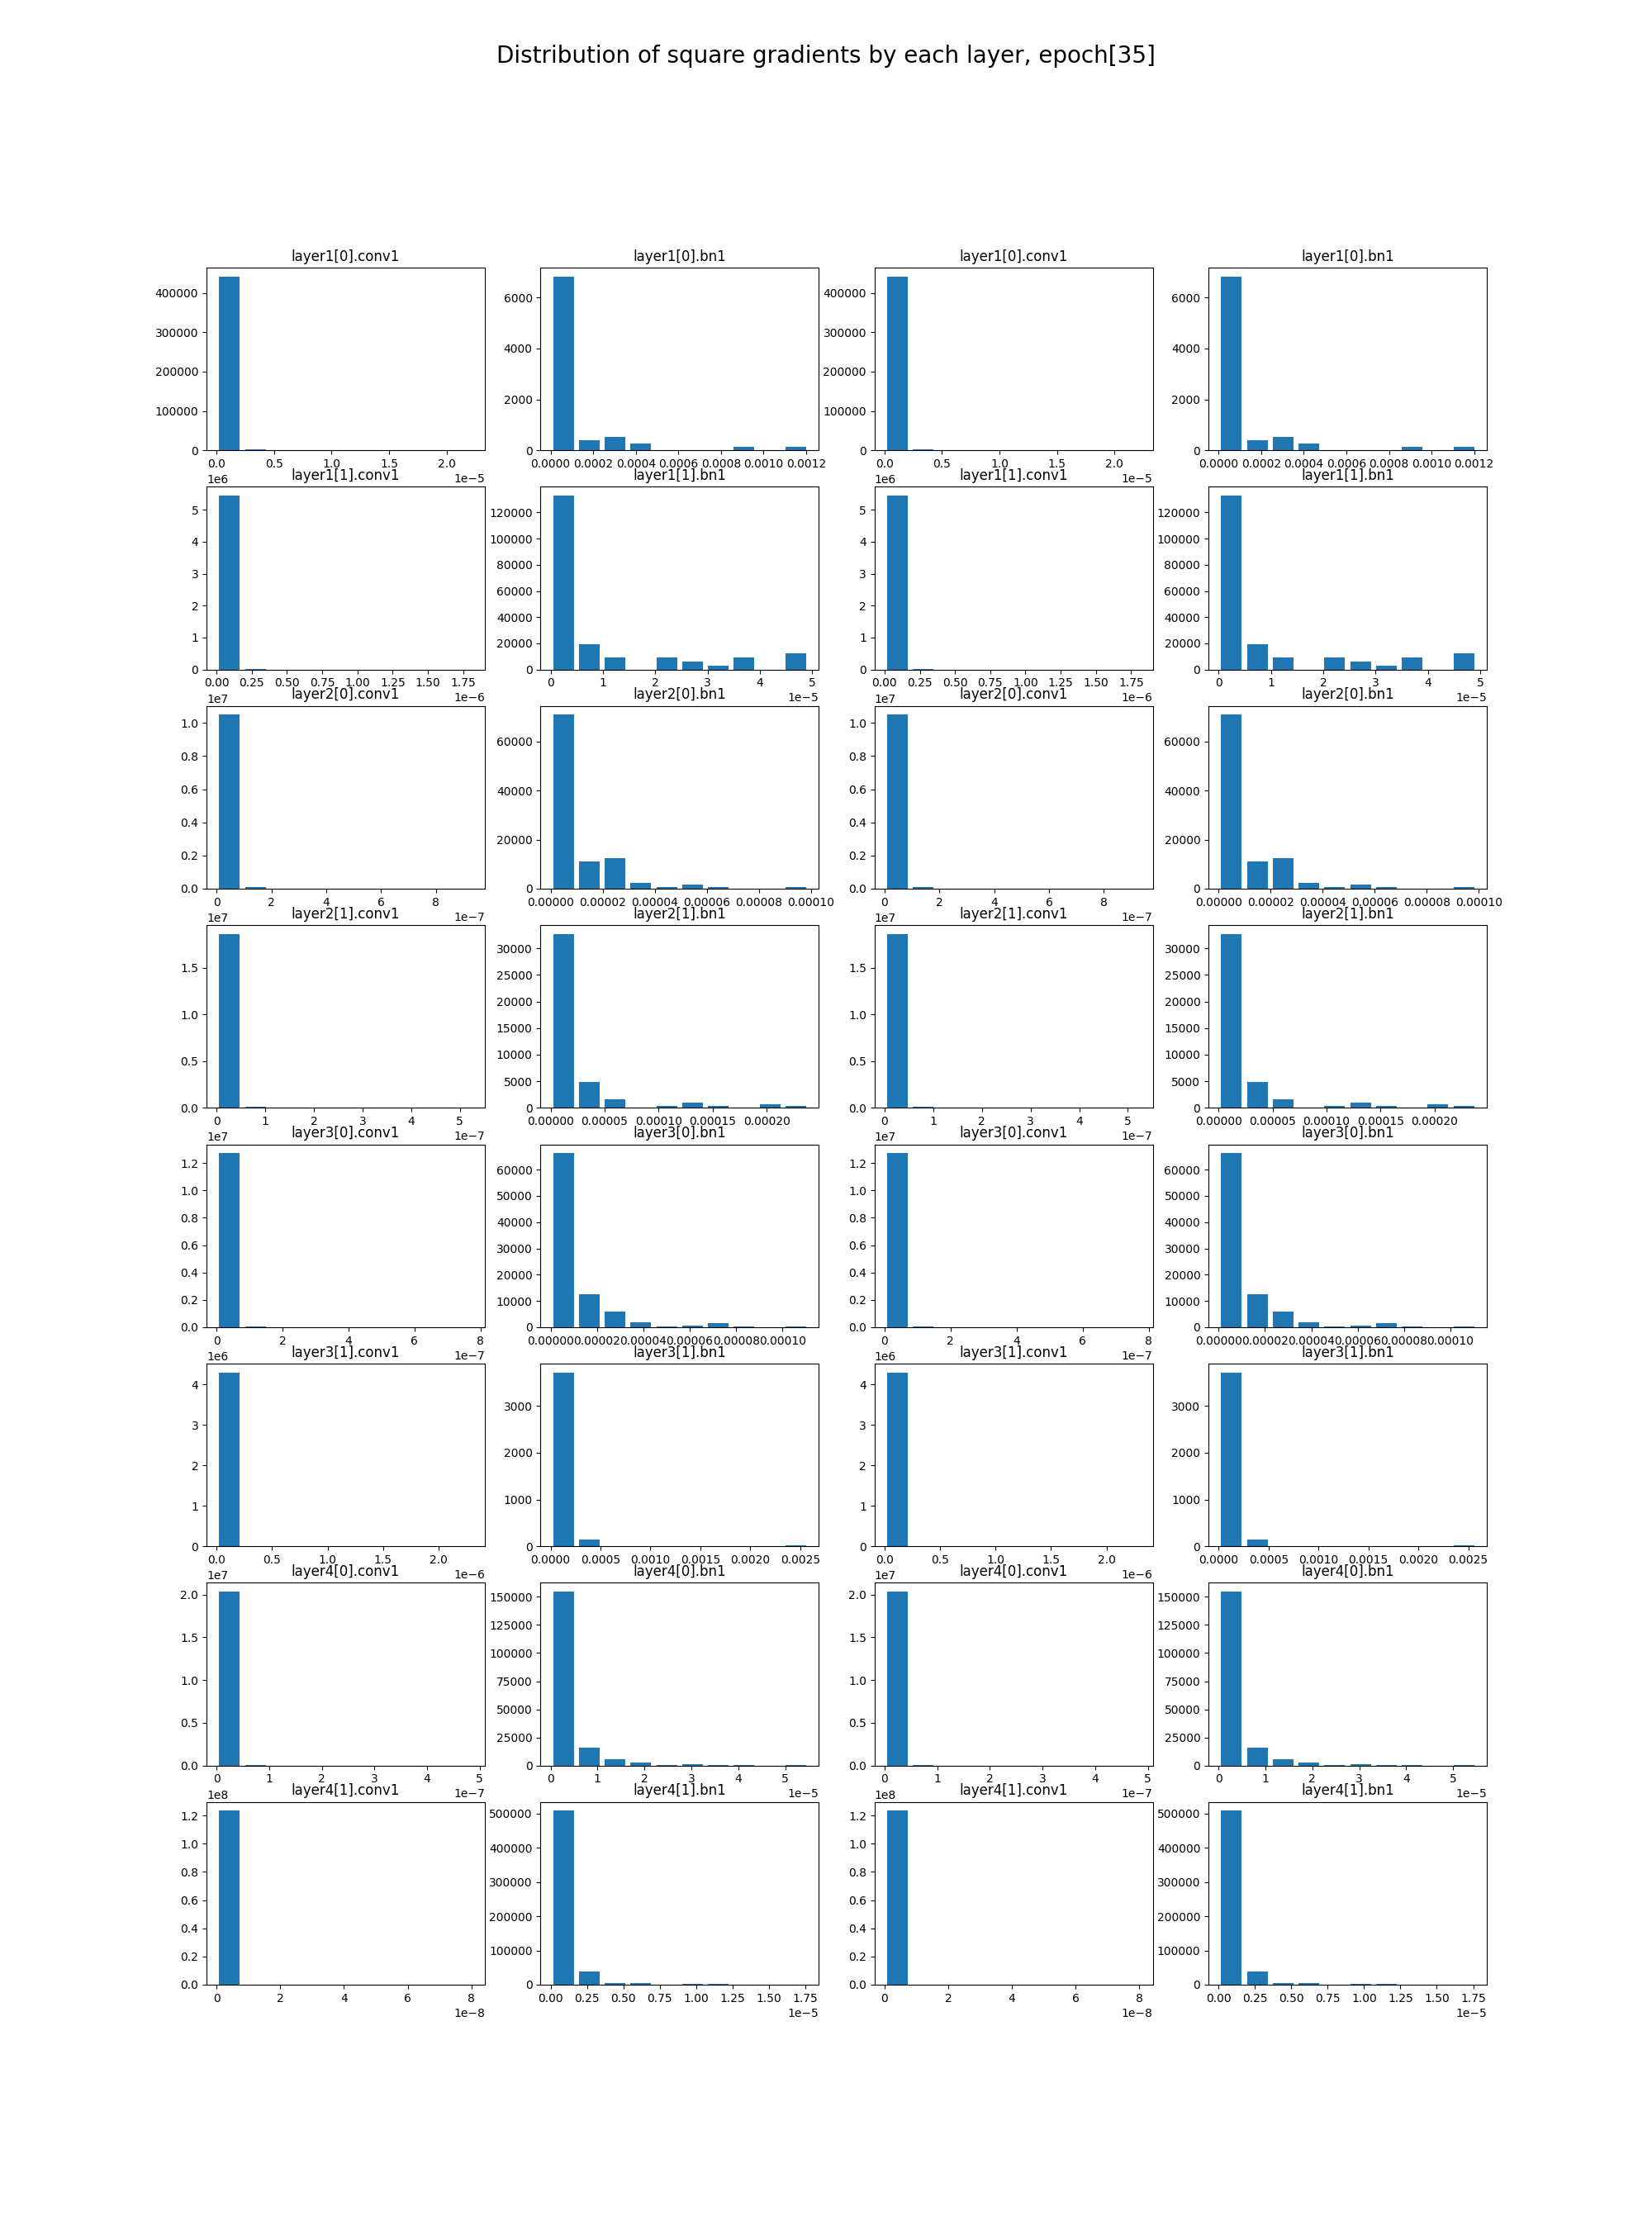 Distribution of square gradients by each layer, epoch[35]
layer1[0].conv1 layer1[0].bn1 layer1[0].conv1 layer1[0].bn1
400000 300000 200000 100000 0
6000 4000 2000 0
400000 300000 200000 100000 0
6000 4000 2000 0
0.0 0.5 1.0 1.5 2.0 1e−5
0.0000 0.0002 0.0004 0.0006 0.0008 0.0010 0.0012
0.0 0.5 1.0 1.5 2.0 1e−5
0.0000 0.0002 0.0004 0.0006 0.0008 0.0010 0.0012
layer1[1].conv1 layer1[1].bn1 layer1[1].conv1 layer1[1].bn1
1e6 5 4 3 2 1 0
120000 100000 80000 60000 40000 20000 0
1e6 5 4 3 2 1 0
120000 100000 80000 60000 40000 20000 0
0.00 0.25 0.50 0.75 1.00 1.25 1.50 1.75 1e−6
0 1 2 3 4 5 1e−5
0.00 0.25 0.50 0.75 1.00 1.25 1.50 1.75 1e−6
0 1 2 3 4 5 1e−5
layer2[0].conv1 layer2[0].bn1 layer2[0].conv1 layer2[0].bn1
1e7 1.0 0.8 0.6 0.4 0.2 0.0
60000 40000 20000 0
1e7 1.0 0.8 0.6 0.4 0.2 0.0
60000 40000 20000 0
0 2 4 6 8 1e−7
0.00000 0.00002 0.00004 0.00006 0.00008 0.00010
0 2 4 6 8 1e−7
0.00000 0.00002 0.00004 0.00006 0.00008 0.00010
layer2[1].conv1 layer2[1].bn1 layer2[1].conv1 layer2[1].bn1
1e7 1.5 1.0 0.5 0.0
30000 25000 20000 15000 10000 5000 0
1e7 1.5 1.0 0.5 0.0
30000 25000 20000 15000 10000 5000 0
0 1 2 3 4 5 1e−7
0.00000 0.00005 0.00010 0.00015 0.00020
0 1 2 3 4 5 1e−7
0.00000 0.00005 0.00010 0.00015 0.00020
layer3[0].conv1 layer3[0].bn1 layer3[0].conv1 layer3[0].bn1
1e7 1.2 1.0 0.8 0.6 0.4 0.2 0.0
60000 50000 40000 30000 20000 10000 0
1e7 1.2 1.0 0.8 0.6 0.4 0.2 0.0
60000 50000 40000 30000 20000 10000 0
0 2 4 6 8 1e−7
0.00000 0.00002 0.00004 0.00006 0.00008 0.00010
0 2 4 6 8 1e−7
0.00000 0.00002 0.00004 0.00006 0.00008 0.00010
layer3[1].conv1 layer3[1].bn1 layer3[1].conv1 layer3[1].bn1
1e6 4 3 2 1 0
3000 2000 1000 0
1e6 4 3 2 1 0
3000 2000 1000 0
0.0 0.5 1.0 1.5 2.0 1e−6
0.0000 0.0005 0.0010 0.0015 0.0020 0.0025
0.0 0.5 1.0 1.5 2.0 1e−6
0.0000 0.0005 0.0010 0.0015 0.0020 0.0025
layer4[0].conv1 layer4[0].bn1 layer4[0].conv1 layer4[0].bn1
1e7 2.0 1.5 1.0 0.5 0.0
150000 125000 100000 75000 50000 25000 0
1e7 2.0 1.5 1.0 0.5 0.0
150000 125000 100000 75000 50000 25000 0
0 1 2 3 4 5 1e−7
0 1 2 3 4 5 1e−5
0 1 2 3 4 5 1e−7
0 1 2 3 4 5 1e−5
layer4[1].conv1 layer4[1].bn1 layer4[1].conv1 layer4[1].bn1
1e8 1.2 1.0 0.8 0.6 0.4 0.2 0.0
500000 400000 300000 200000 100000 0
1e8 1.2 1.0 0.8 0.6 0.4 0.2 0.0
500000 400000 300000 200000 100000 0
0 2 4 6 8 1e−8
0.00 0.25 0.50 0.75 1.00 1.25 1.50 1.75 1e−5
0 2 4 6 8 1e−8
0.00 0.25 0.50 0.75 1.00 1.25 1.50 1.75 1e−5